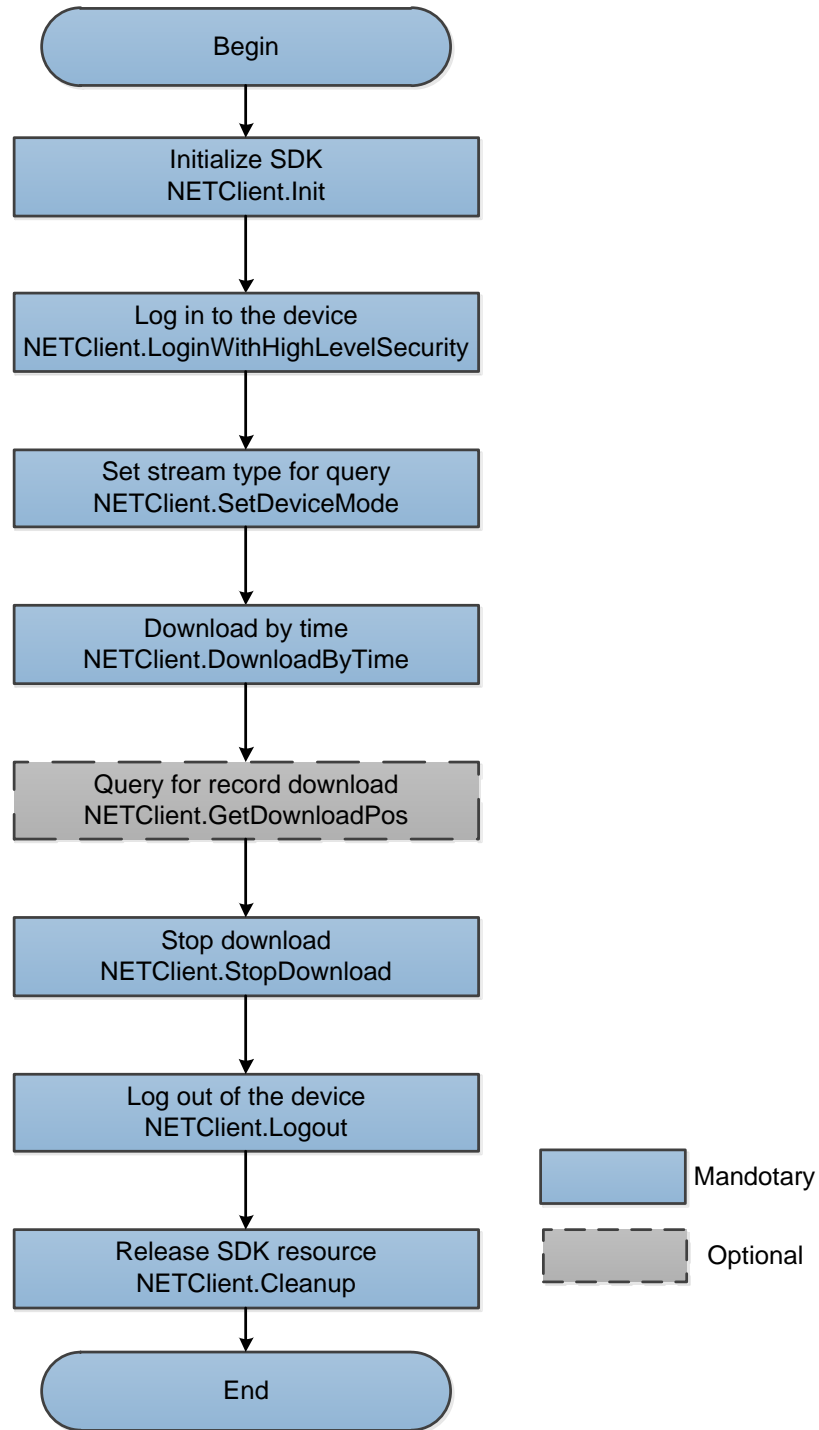 Begin
Initialize SDK
NETClient.Init
Log in to the device
NETClient.LoginWithHighLevelSecurity
Set stream type for query
NETClient.SetDeviceMode
Download by time
NETClient.DownloadByTime
Query for record download
NETClient.GetDownloadPos
Stop download
NETClient.StopDownload
Log out of the device
NETClient.Logout
Release SDK resource
NETClient.Cleanup
End
Mandotary
Optional